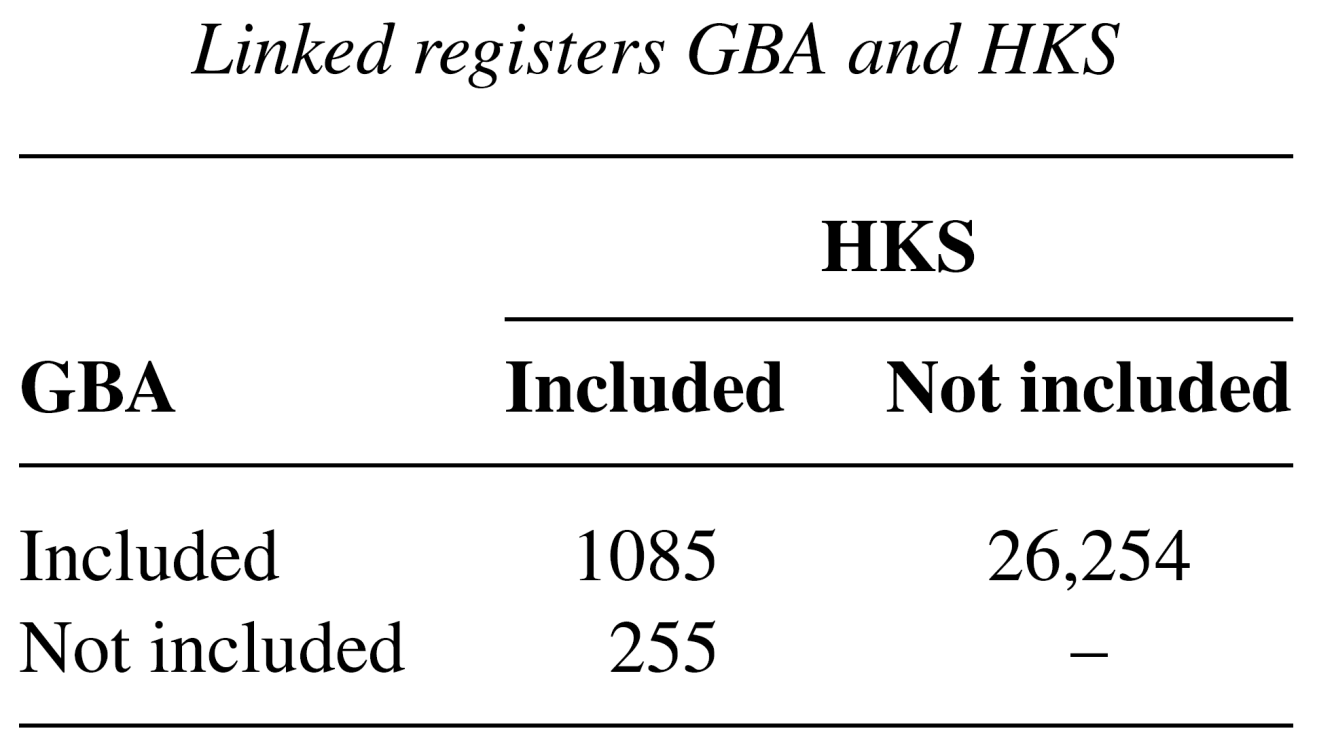 Linked registers GBA and HKS
HKS
GBA Included Not included
Included 1085 26,254
Not included 255 –